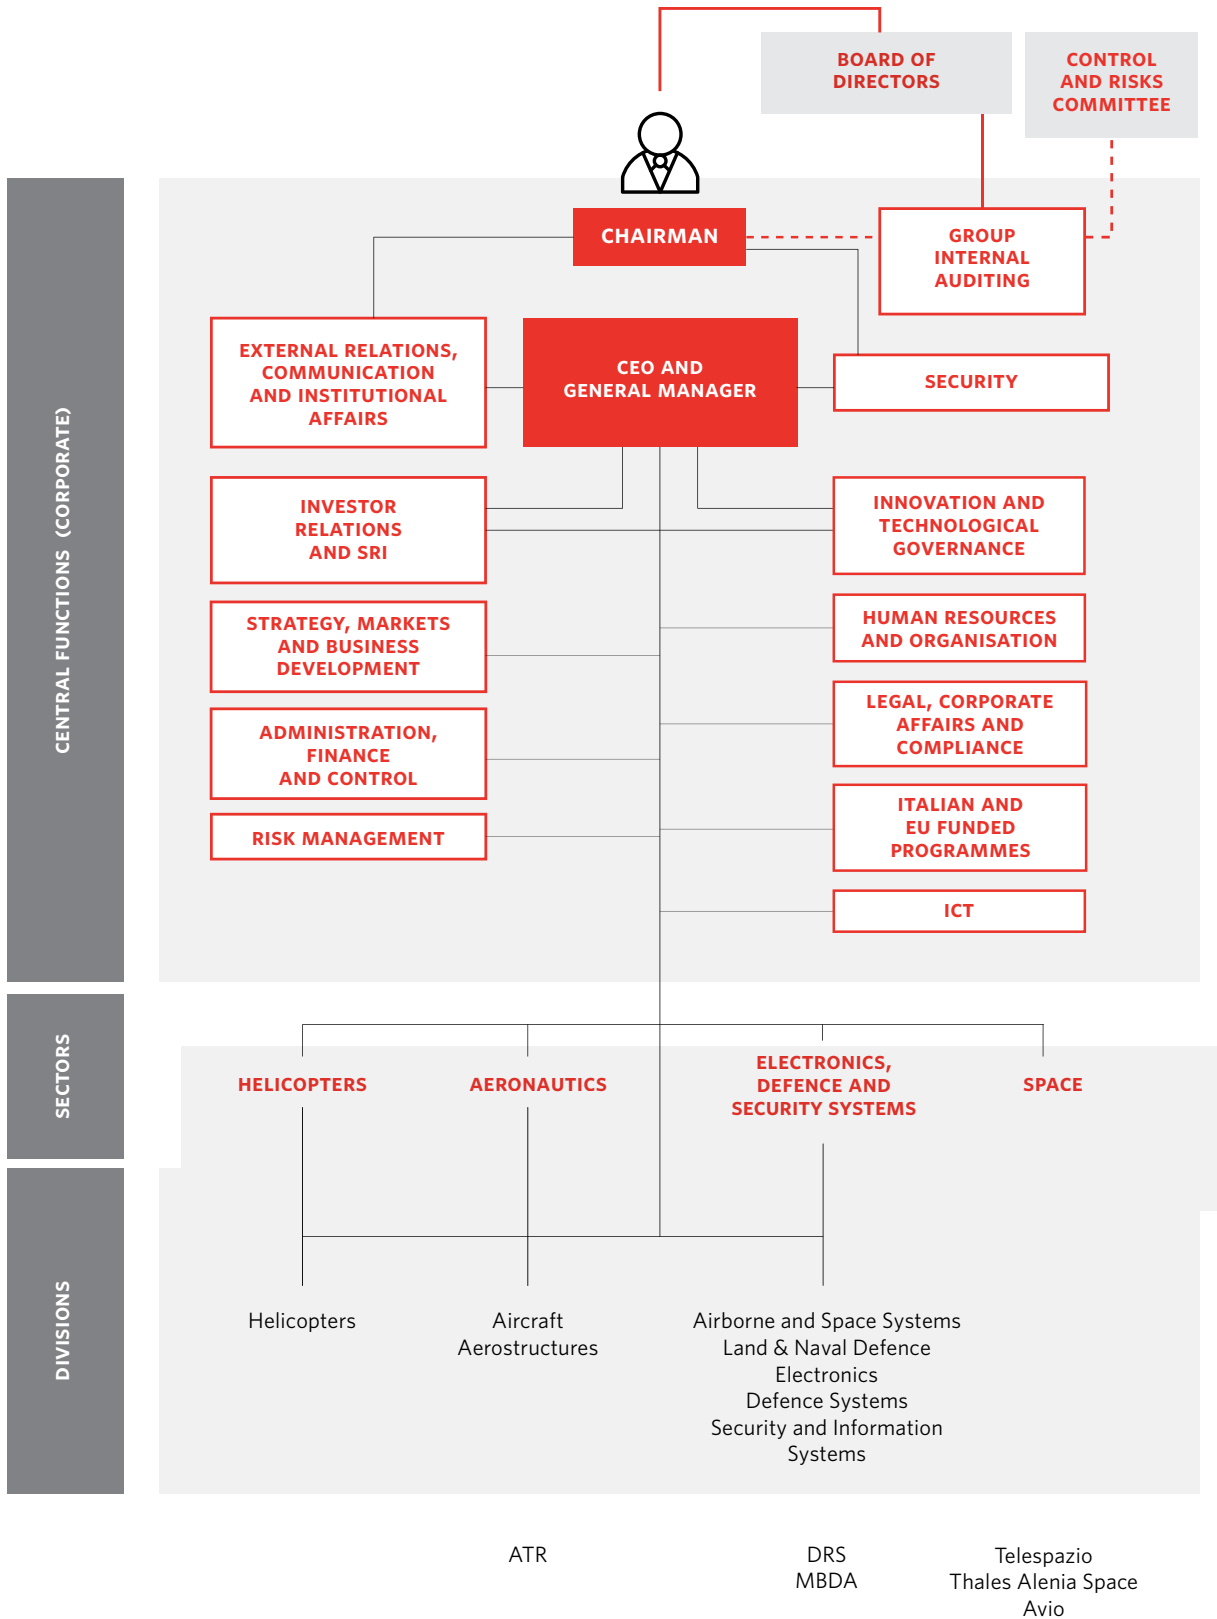 BOARD OF
DIRECTORS
CONTROL
AND RISKS
COMMITTEE
CENTRAL FUNCTIONS (CORPORATE)
CHAIRMAN
GROUP
INTERNAL
AUDITING
EXTERNAL RELATIONS,
COMMUNICATION
AND INSTITUTIONAL
AFFAIRS
CEO AND
GENERAL MANAGER
SECURITY
INVESTOR
RELATIONS
AND SRI
INNOVATION AND
TECHNOLOGICAL
GOVERNANCE
STRATEGY, MARKETS
AND BUSINESS
DEVELOPMENT
HUMAN RESOURCES
AND ORGANISATION
ADMINISTRATION,
FINANCE
AND CONTROL
LEGAL, CORPORATE
AFFAIRS AND
COMPLIANCE
RISK MANAGEMENT
ITALIAN AND
EU FUNDED
PROGRAMMES
ICT
SECTORS
HELICOPTERS
AERONAUTICS
ELECTRONICS,
DEFENCE AND
SECURITY SYSTEMS
SPACE
DIVISIONS
Helicopters
Aircraft
Aerostructures
Airborne and Space Systems
Land & Naval Defence
Electronics
Defence Systems
Security and Information
Systems
ATR
DRS
MBDA
Telespazio
Thales Alenia Space
Avio